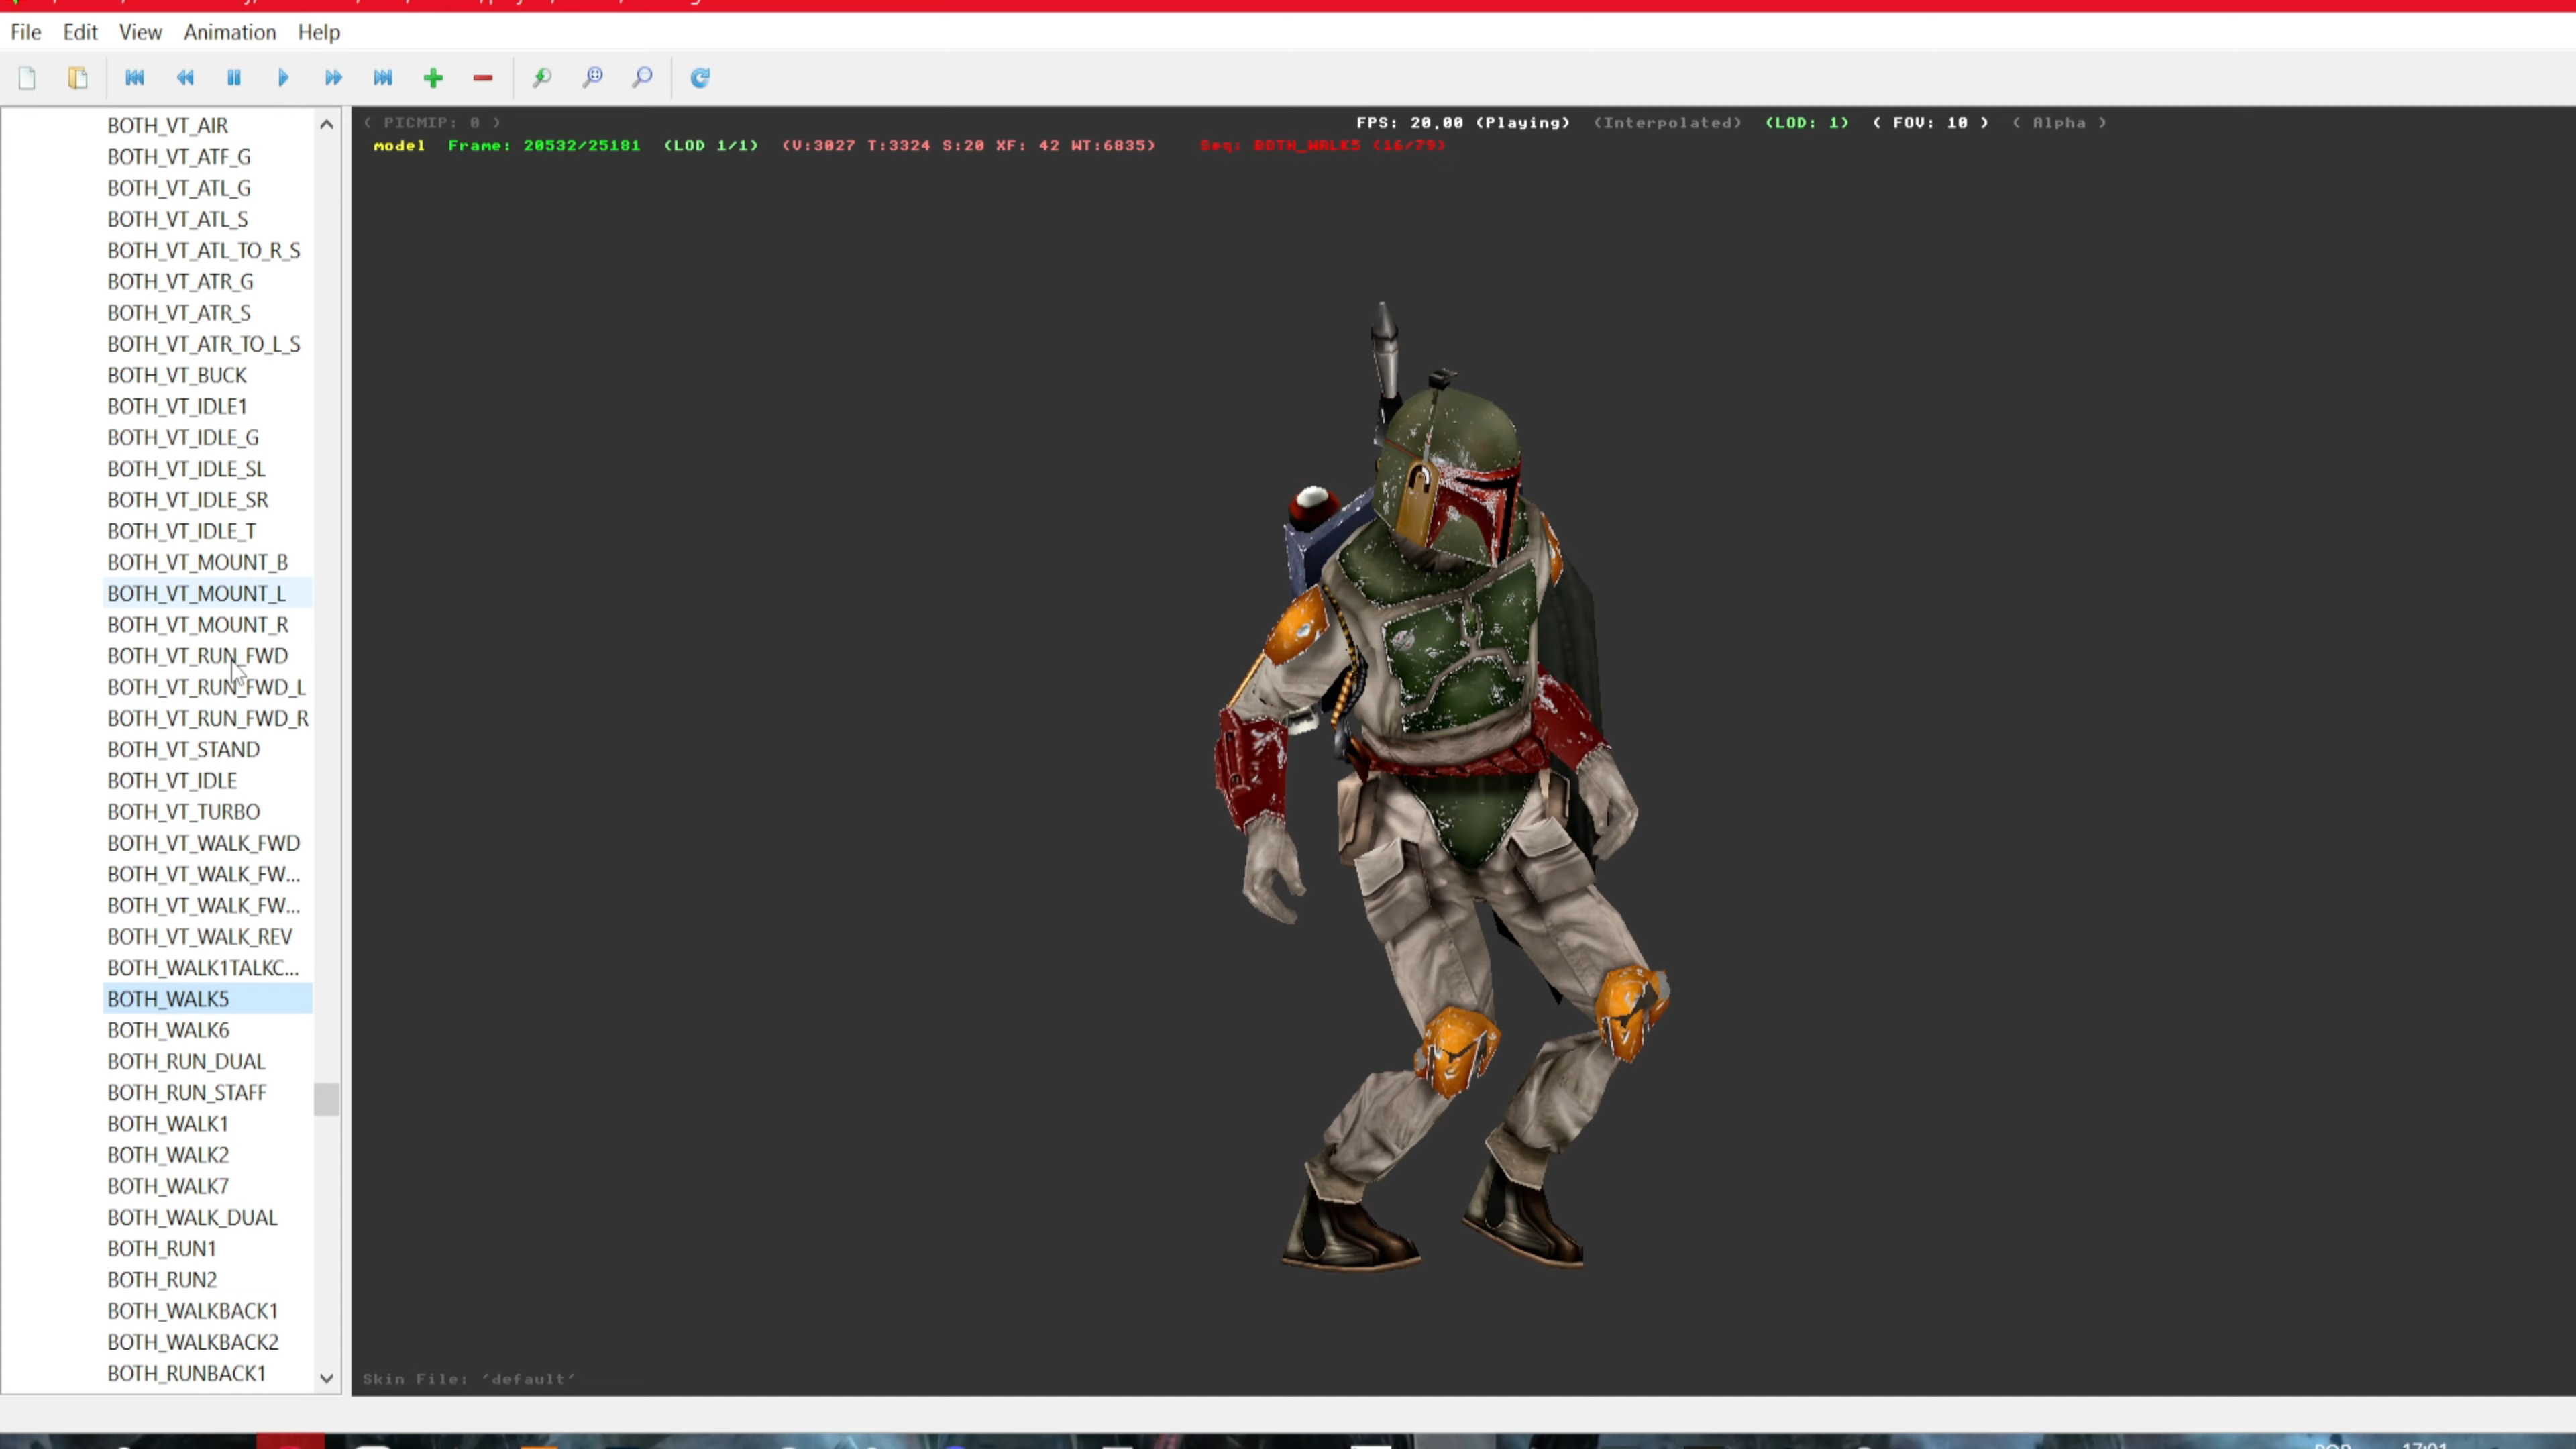 File Edit View Animation Help
BOTH_VT_AIR
BOTH_VT_ATF_G
BOTH_VT_ATL_G
BOTH_VT_ATL_S
BOTH_VT_ATL_TO_R_S
BOTH_VT_ATR_G
BOTH_VT_ATR_S
BOTH_VT_ATR_TO_L_S
BOTH_VT_BUCK
BOTH_VT_IDLE1
BOTH_VT_IDLE_G
BOTH_VT_IDLE_SL
BOTH_VT_IDLE_SR
BOTH_VT_IDLE_T
BOTH_VT_MOUNT_B
BOTH_VT_MOUNT_L
BOTH_VT_MOUNT_R
BOTH_VT_RUN_FWD
BOTH_VT_RUN_FWD_L
BOTH_VT_RUN_FWD_R
BOTH_VT_STAND
BOTH_VT_IDLE
BOTH_VT_TURBO
BOTH_VT_WALK_FWD
BOTH_VT_WALK_FW...
BOTH_VT_WALK_FW...
BOTH_VT_WALK_REV
BOTH_WALK1TALKC...
BOTH_WALK5
BOTH_WALK6
BOTH_RUN_DUAL
BOTH_RUN_STAFF
BOTH_WALK1
BOTH_WALK2
BOTH_WALK7
BOTH_WALK_DUAL
BOTH_RUN1
BOTH_RUN2
BOTH_WALKBACK1
BOTH_WALKBACK2
BOTH_RUNBACK1
( PICMIP: 0 ) FPS: 20.00 (Playing) (Interpolated) (LOD: 1) ( FOV: 10 ) ( Alpha )
model Frame: 20532/25181 (LOD 1/1) (V:3027 T:3324 S:20 XF: 42 WT:6835) Seq: BOTH_WALK5 (16/79)
Skin File: 'default'